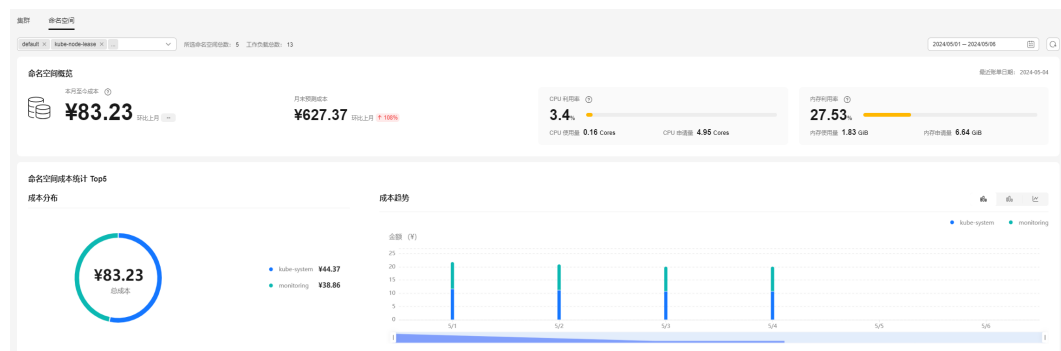 集群 命名空间
default × kube-node-lease × ... 所选命名空间总数: 5 工作负载总数: 13 2024/05/01 – 2024/05/06
命名空间概览 最近账单日期: 2024-05-04
本月至今成本
¥83.23 环比上月 --
月末预测成本
¥627.37 环比上月 ↑ 108%
CPU 利用率
3.4%
CPU 使用量 0.16 Cores CPU 申请量 4.95 Cores
内存利用率
27.53%
内存使用量 1.83 GiB 内存申请量 6.64 GiB
命名空间成本统计 Top5
成本分布
¥83.23
总成本
kube-system ¥44.37
monitoring ¥38.86
成本趋势
kube-system monitoring
金额 (¥)
25
20
15
10
5
0
5/1 5/2 5/3 5/4 5/5 5/6